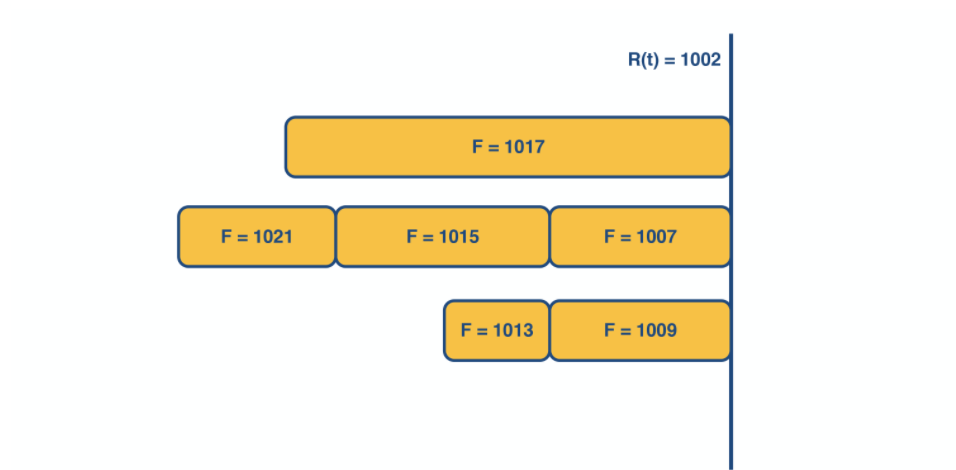 R(t) = 1002
F = 1017
F = 1021
F = 1015
F = 1007
F = 1013
F = 1009